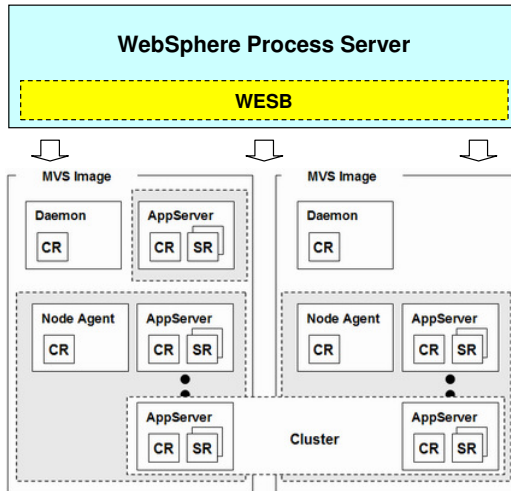 WebSphere Process Server
WESB
MVS Image
MVS Image
Daemon
CR
AppServer
CR SR
Daemon
CR
Node Agent
CR
AppServer
CR SR
Node Agent
CR
AppServer
CR SR
AppServer
CR SR
Cluster
AppServer
CR SR